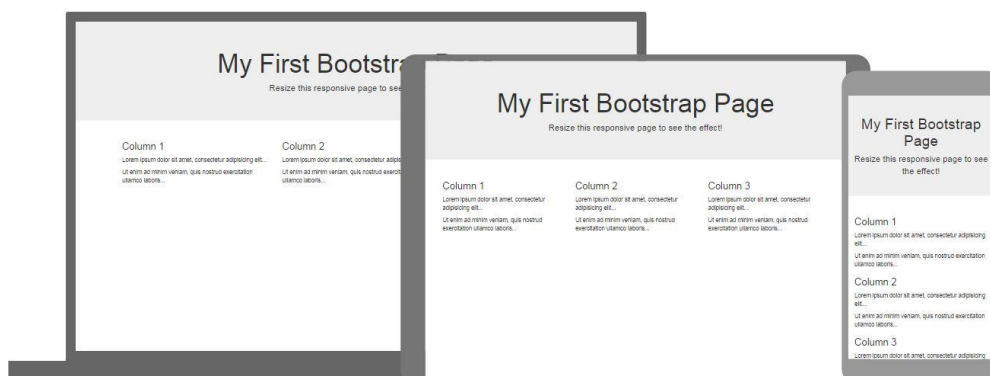 My First Bootstra
Resize this responsive page to see
Column 1
Lorem ipsum dolor sit amet, consectetur adipisicing elit...
Ut enim ad minim veniam, quis nostrud exercitation
ullamco laboris...
Column 2
Lorem ipsum dolor sit amet, consectetur
Ut enim ad minim veniam, quis nostrud
ullamco laboris...
My First Bootstrap Page
Resize this responsive page to see the effect!
Column 1
Lorem ipsum dolor sit amet, consectetur
adipisicing elit...
Ut enim ad minim veniam, quis nostrud
exercitation ullamco laboris...
Column 2
Lorem ipsum dolor sit amet, consectetur
adipisicing elit...
Ut enim ad minim veniam, quis nostrud
exercitation ullamco laboris...
Column 3
Lorem ipsum dolor sit amet, consectetur
adipisicing elit...
Ut enim ad minim veniam, quis nostrud
exercitation ullamco laboris...
My First Bootstrap
Page
Resize this responsive page to see
the effect!
Column 1
Lorem ipsum dolor sit amet, consectetur adipisicing
elit...
Ut enim ad minim veniam, quis nostrud exercitation
ullamco laboris...
Column 2
Lorem ipsum dolor sit amet, consectetur adipisicing
elit...
Ut enim ad minim veniam, quis nostrud exercitation
ullamco laboris...
Column 3
Lorem ipsum dolor sit amet, consectetur adipisicing